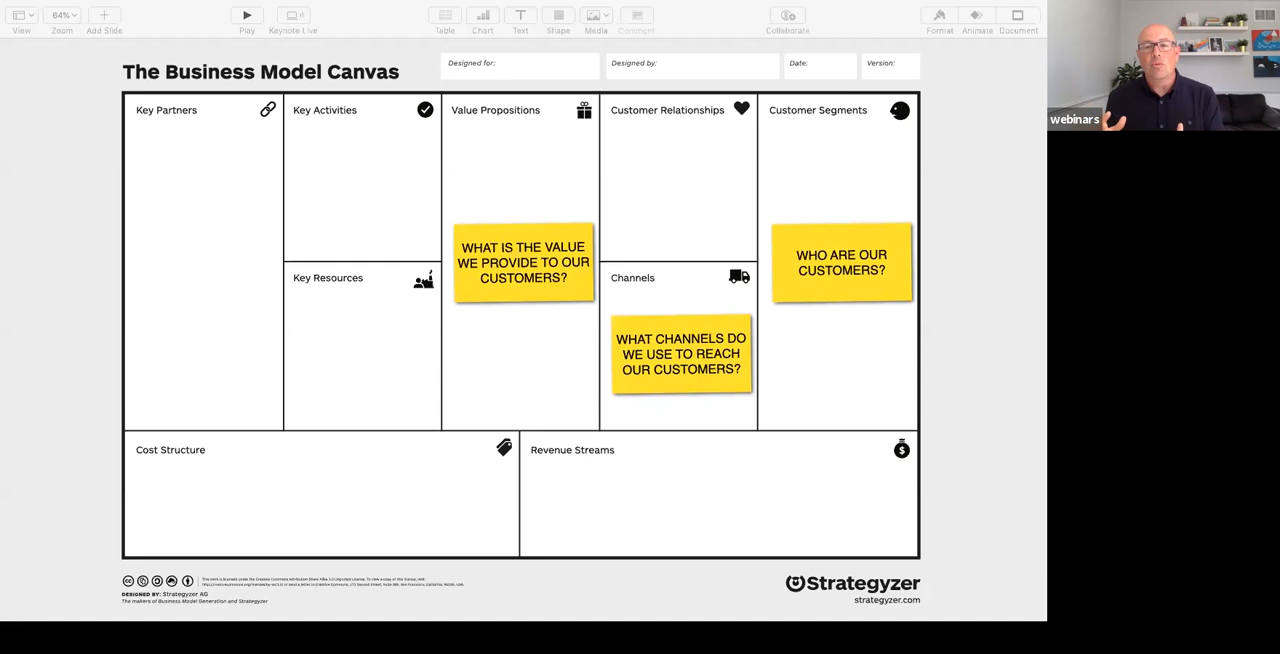 View
Zoom
Add Slide
64%
Play
Keynote Live
Table
Chart
Text
Shape
Media
Comment
Collaborate
Format
Animate
Document
The Business Model Canvas
Designed for:
Designed by:
Date:
Version:
Key Partners
Key Activities
Value Propositions
Customer Relationships
Customer Segments
WHAT IS THE VALUE
WE PROVIDE TO OUR
CUSTOMERS?
WHO ARE OUR
CUSTOMERS?
Key Resources
Channels
WHAT CHANNELS DO
WE USE TO REACH
OUR CUSTOMERS?
Cost Structure
Revenue Streams
$
cc
DESIGNED BY: Strategyzer AG
The makers of Business Model Generation and Strategyzer
Strategyzer
strategyzer.com
webinars